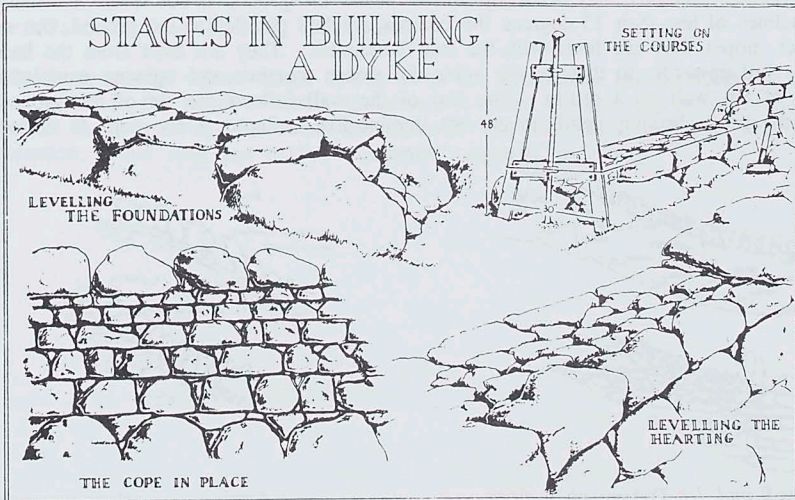 STAGES IN BUILDING
A DYKE
14"
SETTING ON
THE COURSES
48"
30"
LEVELLING
THE FOUNDATIONS
LEVELLING THE
HEARTING
THE COPE IN PLACE